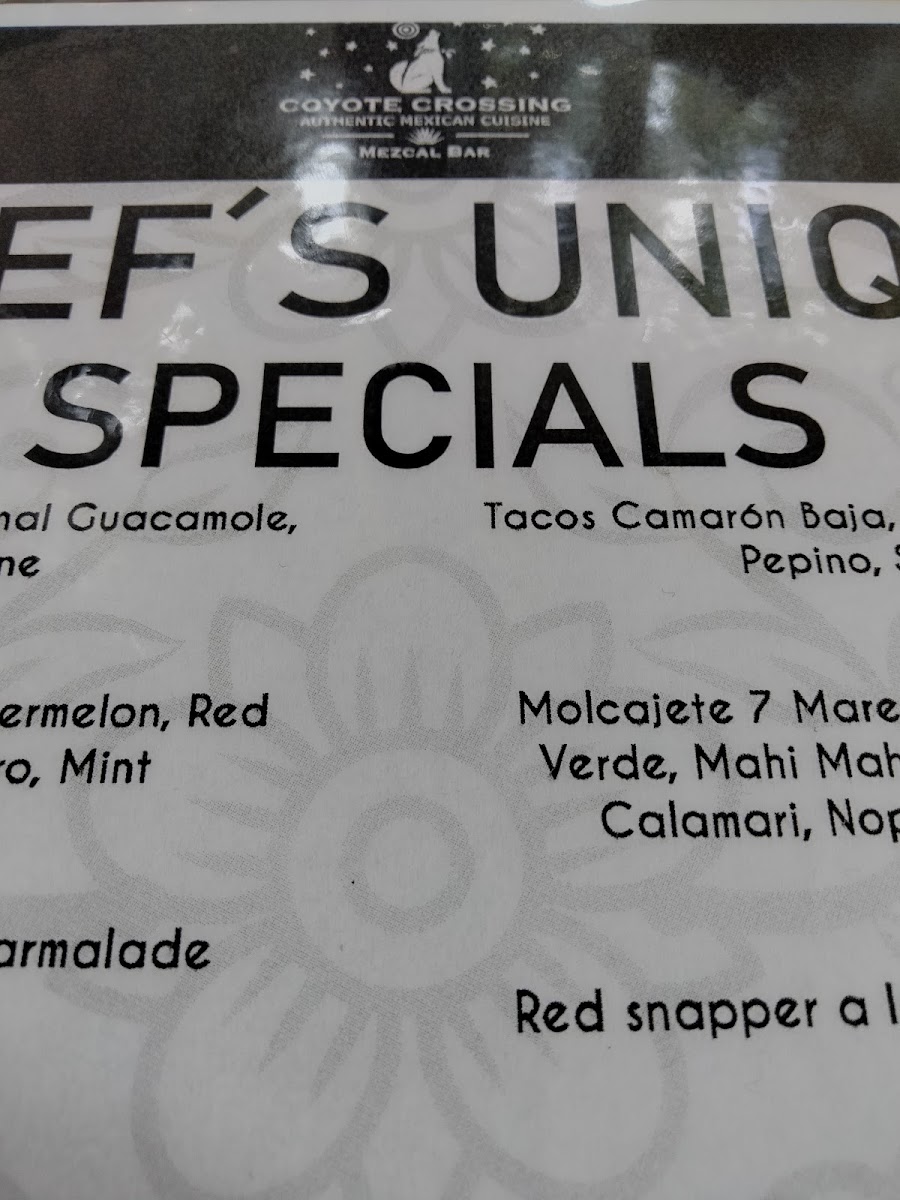 COYOTE CROSSING
AUTHENTIC MEXICAN CUISINE
MEZCAL BAR
EF´S UNIQ
SPECIALS
nal Guacamole,
ne
ermelon, Red
ro, Mint
armalade
Tacos Camarón Baja,
Pepino, S
Molcajete 7 Mare
Verde, Mahi Mah
Calamari, Nop
Red snapper a l